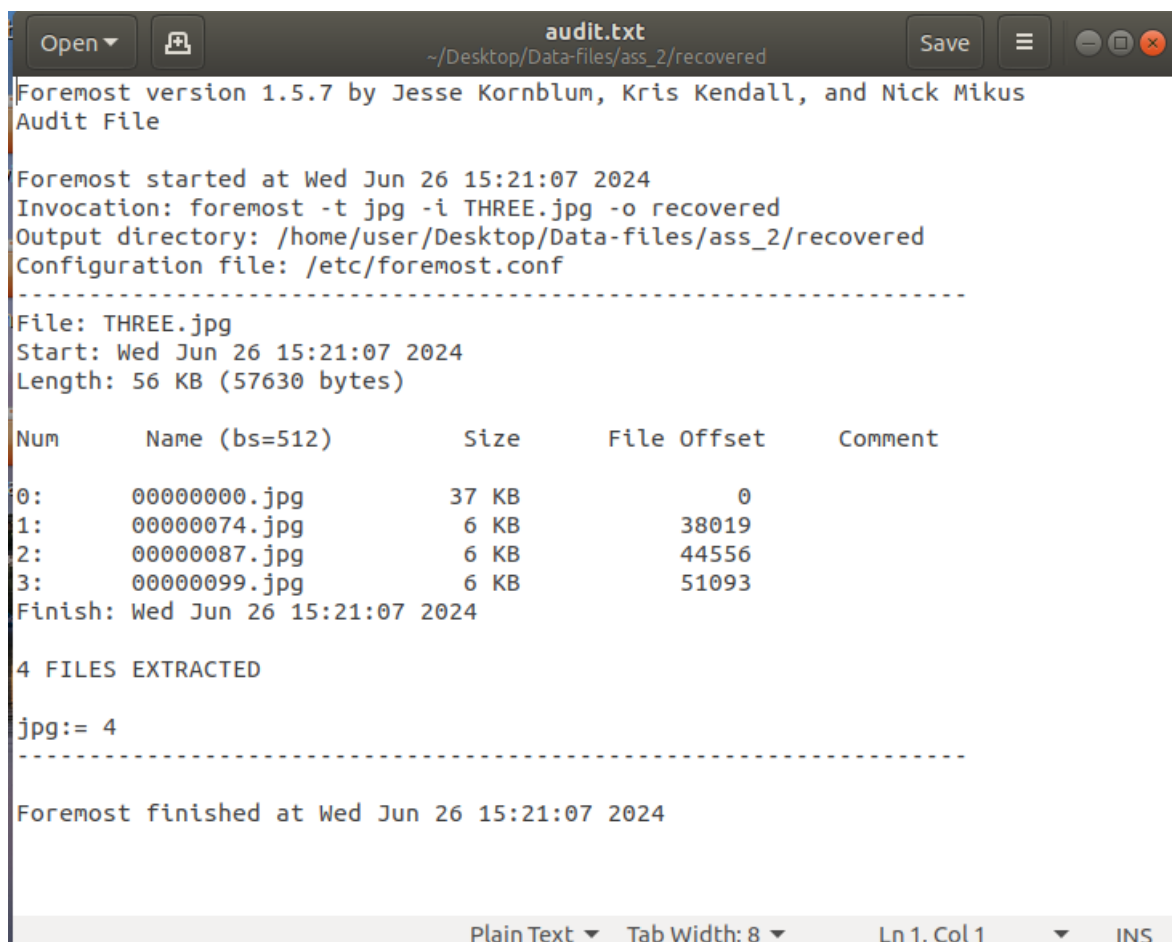 Open
audit.txt
~/Desktop/Data-files/ass_2/recovered
Save
Foremost version 1.5.7 by Jesse Kornblum, Kris Kendall, and Nick Mikus
Audit File
Foremost started at Wed Jun 26 15:21:07 2024
Invocation: foremost -t jpg -i THREE.jpg -o recovered
Output directory: /home/user/Desktop/Data-files/ass_2/recovered
Configuration file: /etc/foremost.conf
------------------------------------------------------------------
File: THREE.jpg
Start: Wed Jun 26 15:21:07 2024
Length: 56 KB (57630 bytes)
Num Name (bs=512) Size File Offset Comment
0: 00000000.jpg 37 KB 0
1: 00000074.jpg 6 KB 38019
2: 00000087.jpg 6 KB 44556
3: 00000099.jpg 6 KB 51093
Finish: Wed Jun 26 15:21:07 2024
4 FILES EXTRACTED
jpg:= 4
------------------------------------------------------------------
Foremost finished at Wed Jun 26 15:21:07 2024
Plain Text Tab Width: 8 Ln 1, Col 1 INS